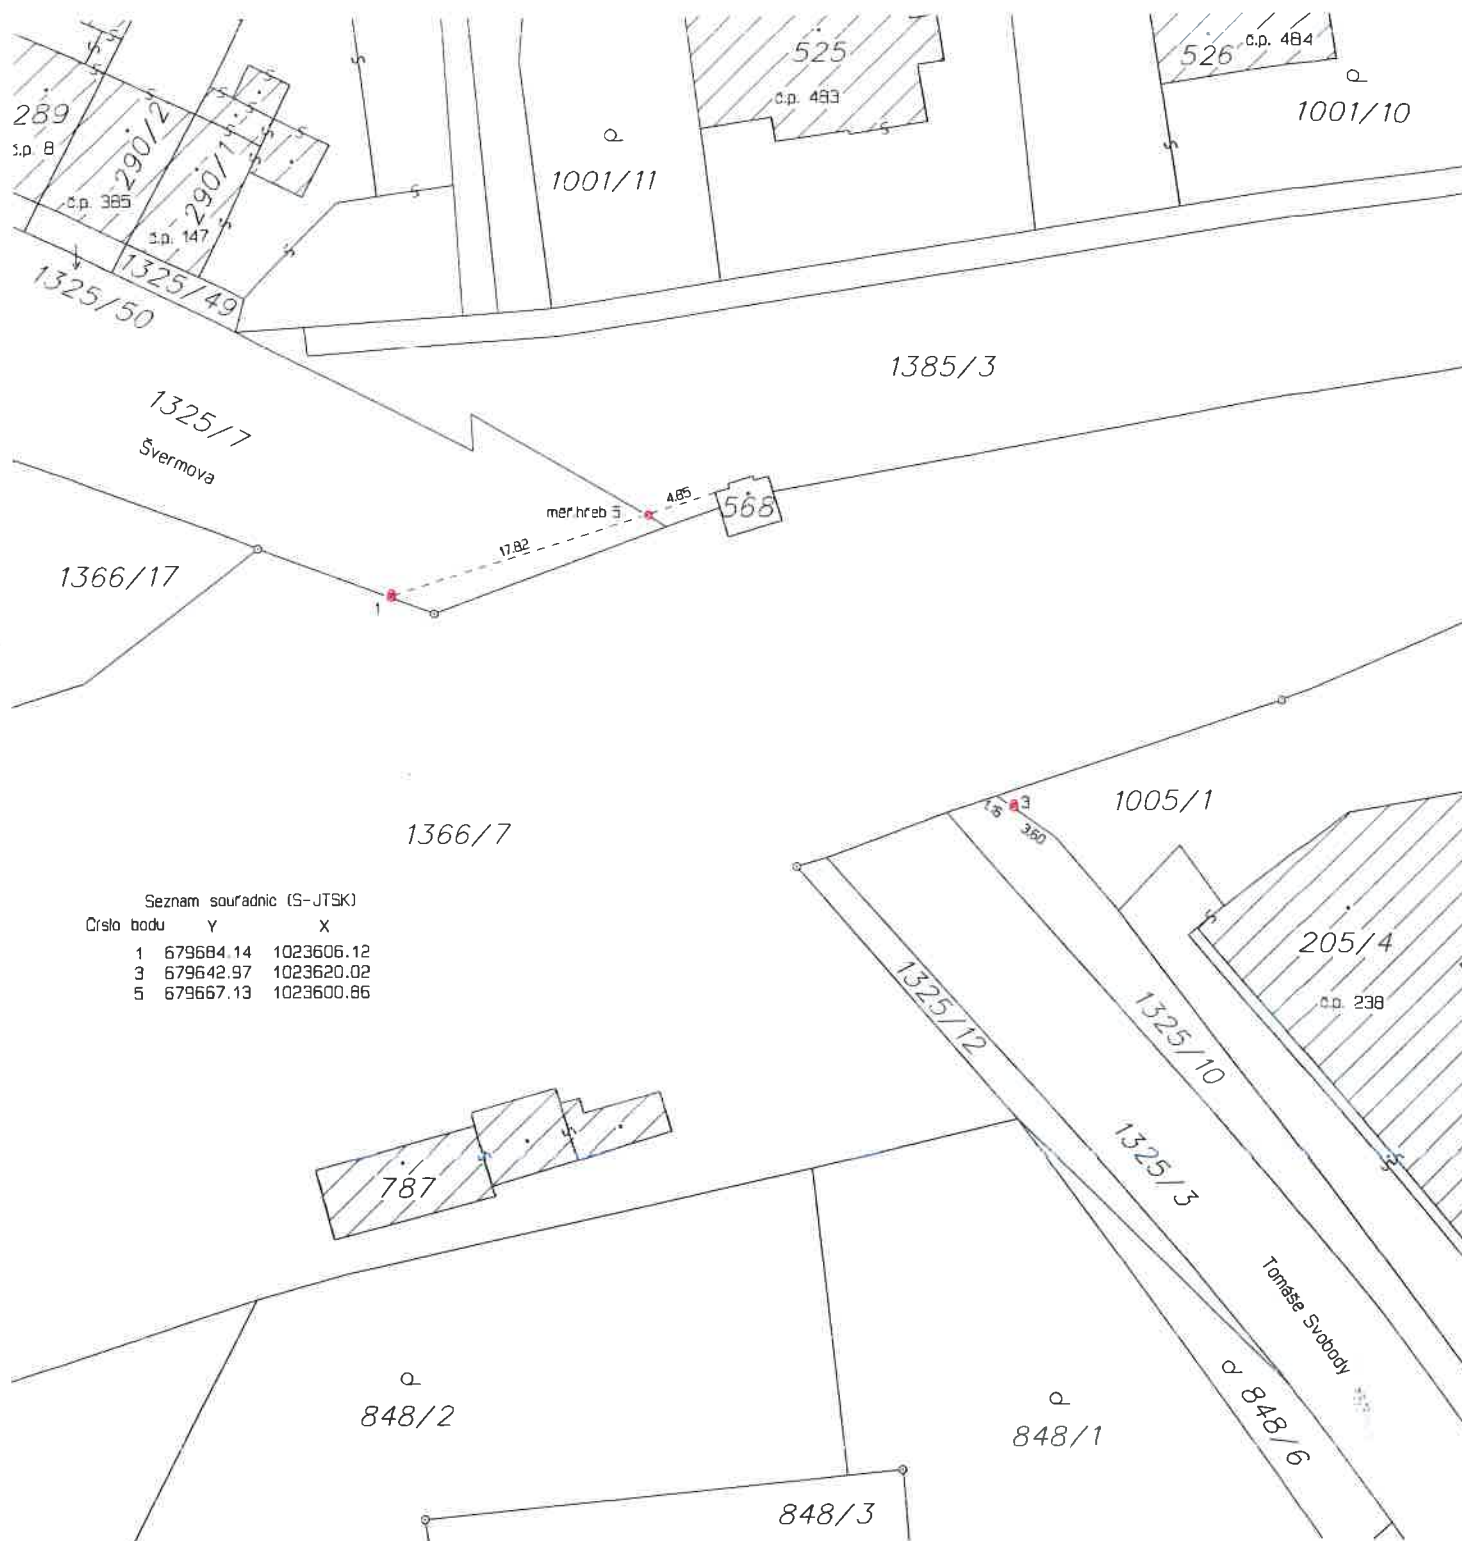 525
526
č.p. 484
289
č.p. 483
1001/10
290/2
č.p. 8
290/1
1001/11
č.p. 385
č.p. 147
1325/49
1325/50
1385/3
1325/7
Švermova
4.85
568
měř.hřeb 5
17.82
1366/17
1
3
1005/1
1.16
3.60
1366/7
Seznam souřadnic (S-JTSK)
Číslo bodu Y X
1 679684.14 1023606.12
3 679642.97 1023620.02
5 679667.13 1023600.86
205/4
č.p. 238
1325/12
1325/10
1325/3
787
Tomáše Svobody
848/2
848/1
848/6
848/3